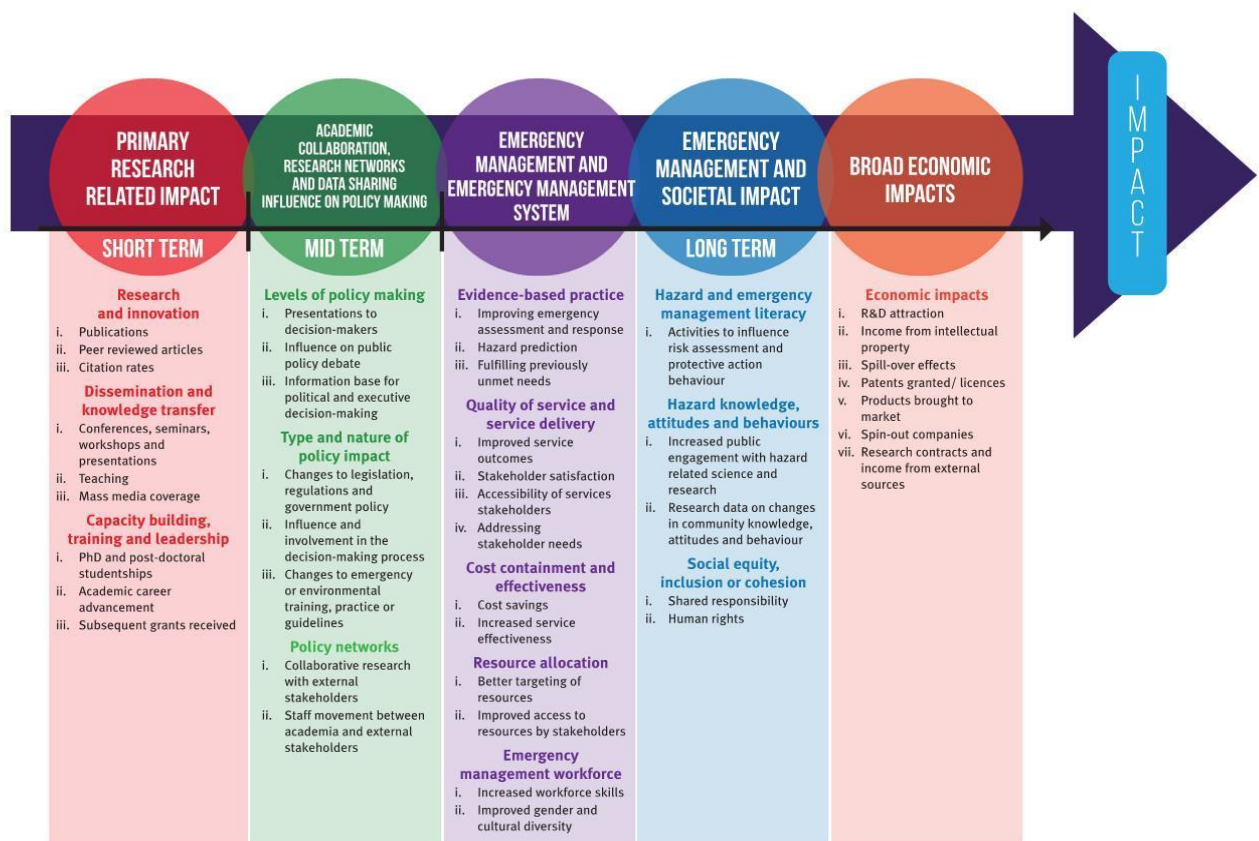 PRIMARY
RESEARCH
RELATED IMPACT
SHORT TERM
Research
and innovation
i. Publications
ii. Peer reviewed articles
iii. Citation rates
Dissemination and
knowledge transfer
i. Conferences, seminars,
workshops and
presentations
ii. Teaching
iii. Mass media coverage
Capacity building,
training and leadership
i. PhD and post-doctoral
studentships
ii. Academic career
advancement
iii. Subsequent grants received
ACADEMIC
COLLABORATION,
RESEARCH NETWORKS
AND DATA SHARING
INFLUENCE ON POLICY MAKING
MID TERM
Levels of policy making
i. Presentations to
decision-makers
ii. Influence on public
policy debate
iii. Information base for
political and executive
decision-making
Type and nature of
policy impact
i. Changes to legislation,
regulations and
government policy
ii. Influence and
involvement in the
decision-making process
iii. Changes to emergency
or environmental
training, practice or
guidelines
Policy networks
i. Collaborative research
with external
stakeholders
ii. Staff movement between
academia and external
stakeholders
EMERGENCY
MANAGEMENT AND
EMERGENCY MANAGEMENT
SYSTEM
Evidence-based practice
i. Improving emergency
assessment and response
ii. Hazard prediction
iii. Fulfilling previously
unmet needs
Quality of service and
service delivery
i. Improved service
outcomes
ii. Stakeholder satisfaction
iii. Accessibility of services
stakeholders
iv. Addressing
stakeholder needs
Cost containment and
effectiveness
i. Cost savings
ii. Increased service
effectiveness
Resource allocation
i. Better targeting of
resources
ii. Improved access to
resources by stakeholders
Emergency
management workforce
i. Increased workforce skills
ii. Improved gender and
cultural diversity
EMERGENCY
MANAGEMENT AND
SOCIETAL IMPACT
LONG TERM
Hazard and emergency
management literacy
i. Activities to influence
risk assessment and
protective action
behaviour
Hazard knowledge,
attitudes and behaviours
i. Increased public
engagement with hazard
related science and
research
ii. Research data on changes
in community knowledge,
attitudes and behaviour
Social equity,
inclusion or cohesion
i. Shared responsibility
ii. Human rights
BROAD ECONOMIC
IMPACTS
Economic impacts
i. R&D attraction
ii. Income from intellectual
property
iii. Spill-over effects
iv. Patents granted/ licences
v. Products brought to
market
vi. Spin-out companies
vii. Research contracts and
income from external
sources
IMPACT